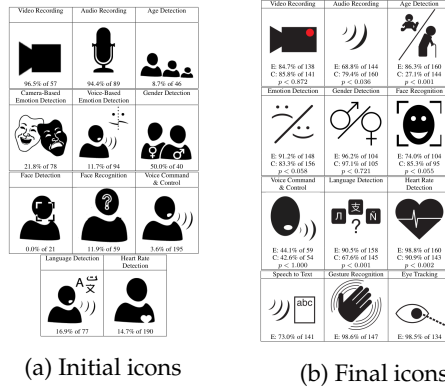 Video Recording
Audio Recording
Age Detection
96.5% of 57
94.4% of 89
8.7% of 46
Camera-Based
Emotion Detection
Voice-Based
Emotion Detection
Gender Detection
21.8% of 78
11.7% of 94
50.0% of 40
Face Detection
Face Recognition
Voice Command
& Control
?
0.0% of 21
11.9% of 59
3.6% of 195
Language Detection
Heart Rate
Detection
A
文
16.9% of 77
14.7% of 190
(a) Initial icons
Video Recording
Audio Recording
Age Detection
E: 84.7% of 138
C: 85.8% of 141
p < 0.872
E: 68.8% of 144
C: 79.4% of 160
p < 0.036
E: 86.3% of 160
C: 27.1% of 144
p < 0.001
Emotion Detection
Gender Detection
Face Recognition
E: 91.2% of 148
C: 83.3% of 156
p < 0.058
E: 96.2% of 104
C: 97.1% of 105
p < 0.721
E: 74.0% of 104
C: 85.3% of 95
p < 0.055
Voice Command
& Control
Language Detection
Heart Rate
Detection
文
Л
Ñ
?
E: 44.1% of 59
C: 42.6% of 54
p < 1.000
E: 90.5% of 158
C: 67.6% of 145
p < 0.001
E: 98.8% of 160
C: 90.9% of 143
p < 0.002
Speech to Text
Gesture Recognition
Eye Tracking
abc
E: 73.0% of 141
E: 98.6% of 147
E: 98.5% of 134
(b) Final icons